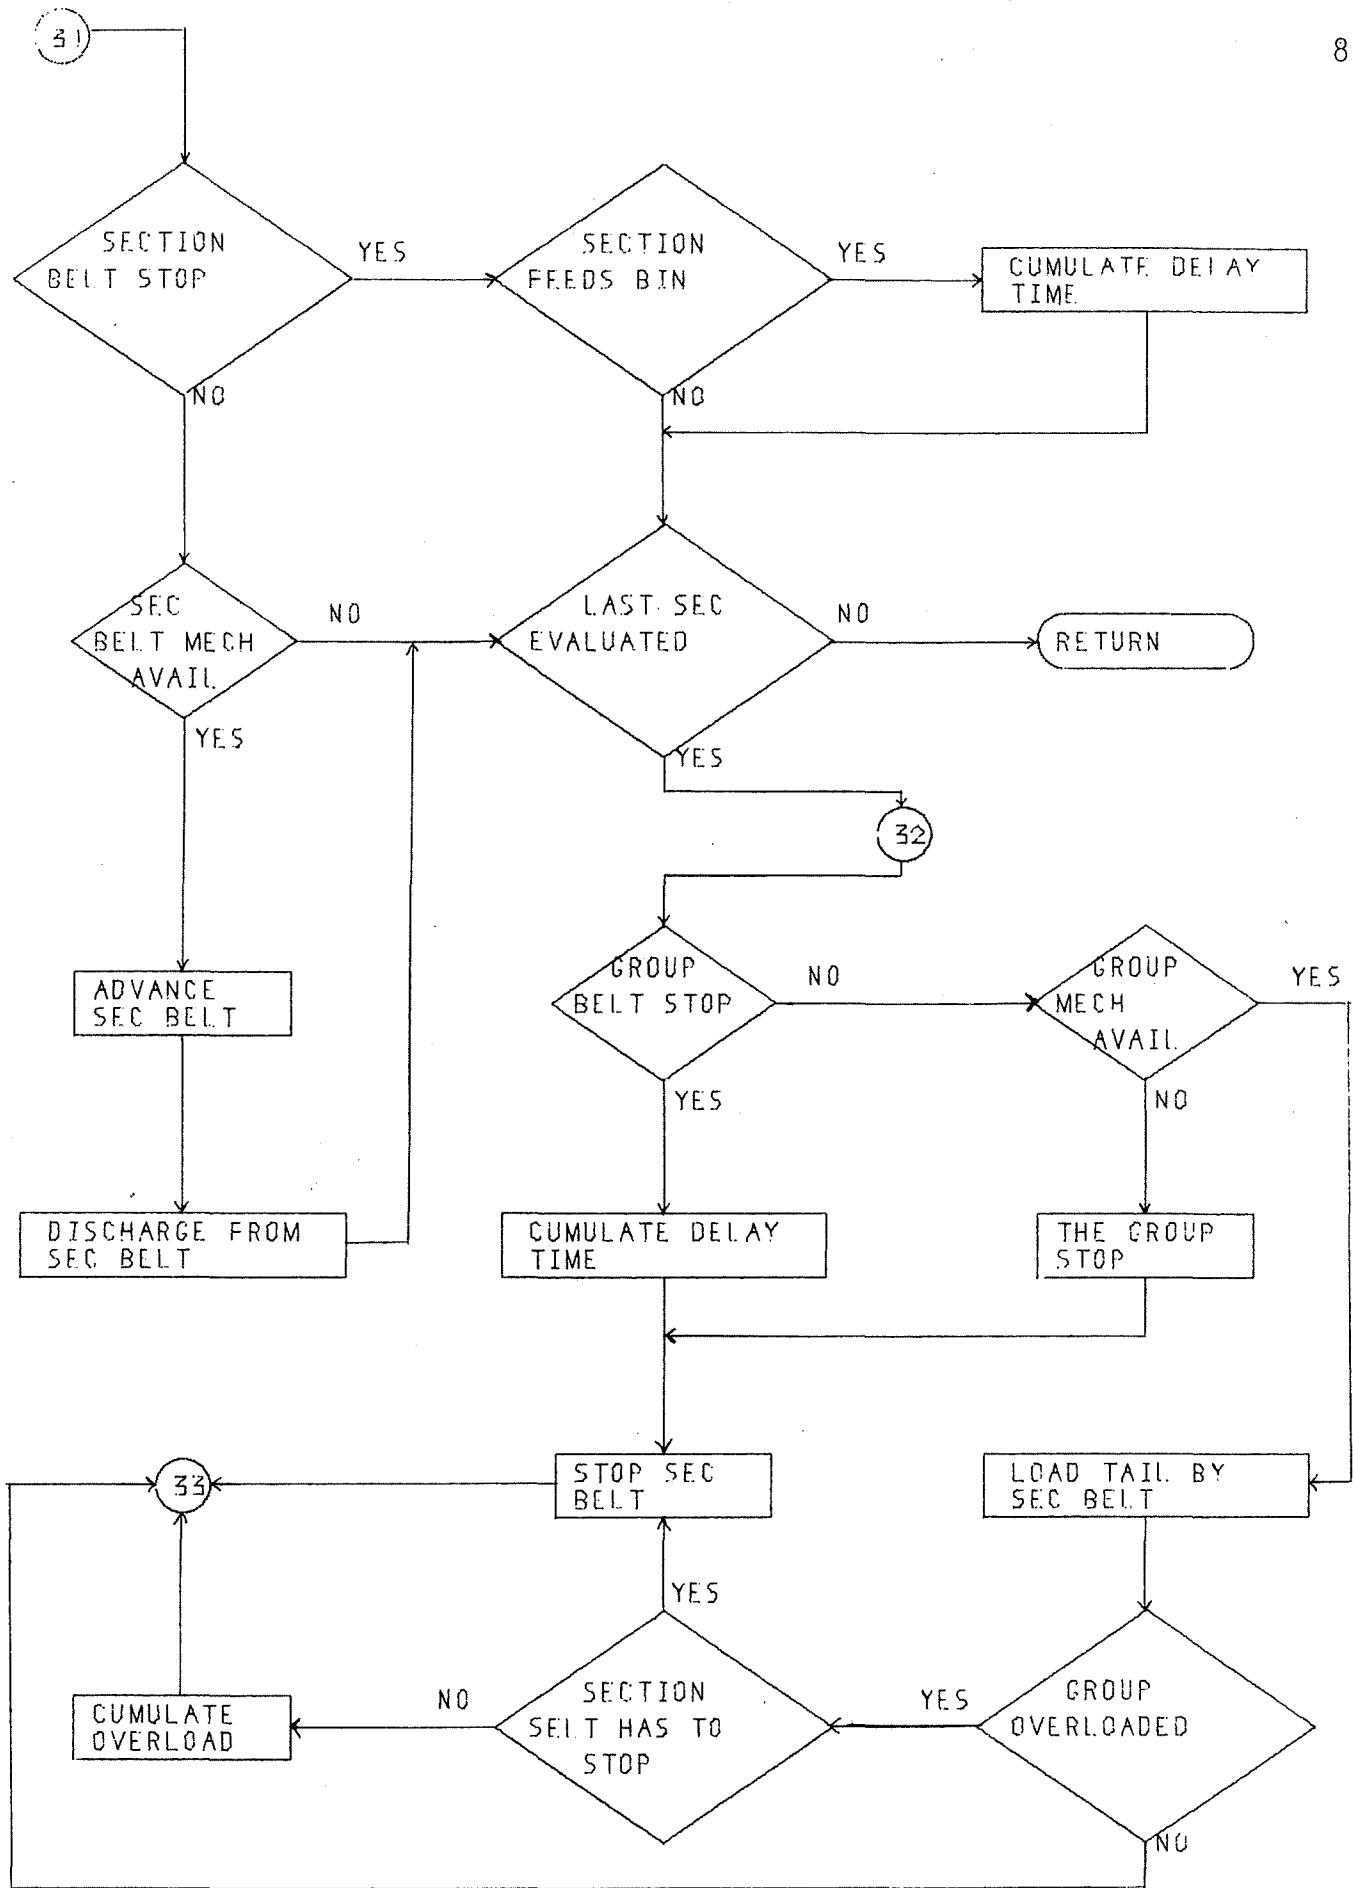 31
8
SECTION
BELT STOP
YES
NO
SECTION
FEEDS BIN
YES
NO
CUMULATE DELAY
TIME
SEC
BELT MECH
AVAIL.
NO
YES
LAST SEC
EVALUATED
NO
YES
RETURN
32
ADVANCE
SEC BELT
GROUP
BELT STOP
NO
YES
GROUP
MECH
AVAIL.
YES
NO
DISCHARGE FROM
SEC BELT
CUMULATE DELAY
TIME
THE GROUP
STOP
33
STOP SEC
BELT
LOAD TAIL BY
SEC BELT
YES
CUMULATE
OVERLOAD
NO
SECTION
SELT HAS TO
STOP
YES
GROUP
OVERLOADED
NO